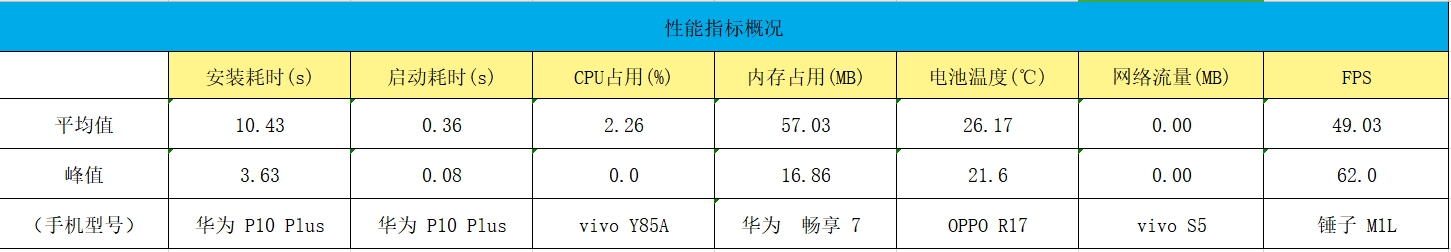 性能指标概况
安装耗时(s) 启动耗时(s) CPU占用(%) 内存占用(MB) 电池温度(℃) 网络流量(MB) FPS
平均值 10.43 0.36 2.26 57.03 26.17 0.00 49.03
峰值 3.63 0.08 0.0 16.86 21.6 0.00 62.0
（手机型号） 华为 P10 Plus 华为 P10 Plus vivo Y85A 华为 畅享 7 OPPO R17 vivo S5 锤子 M1L